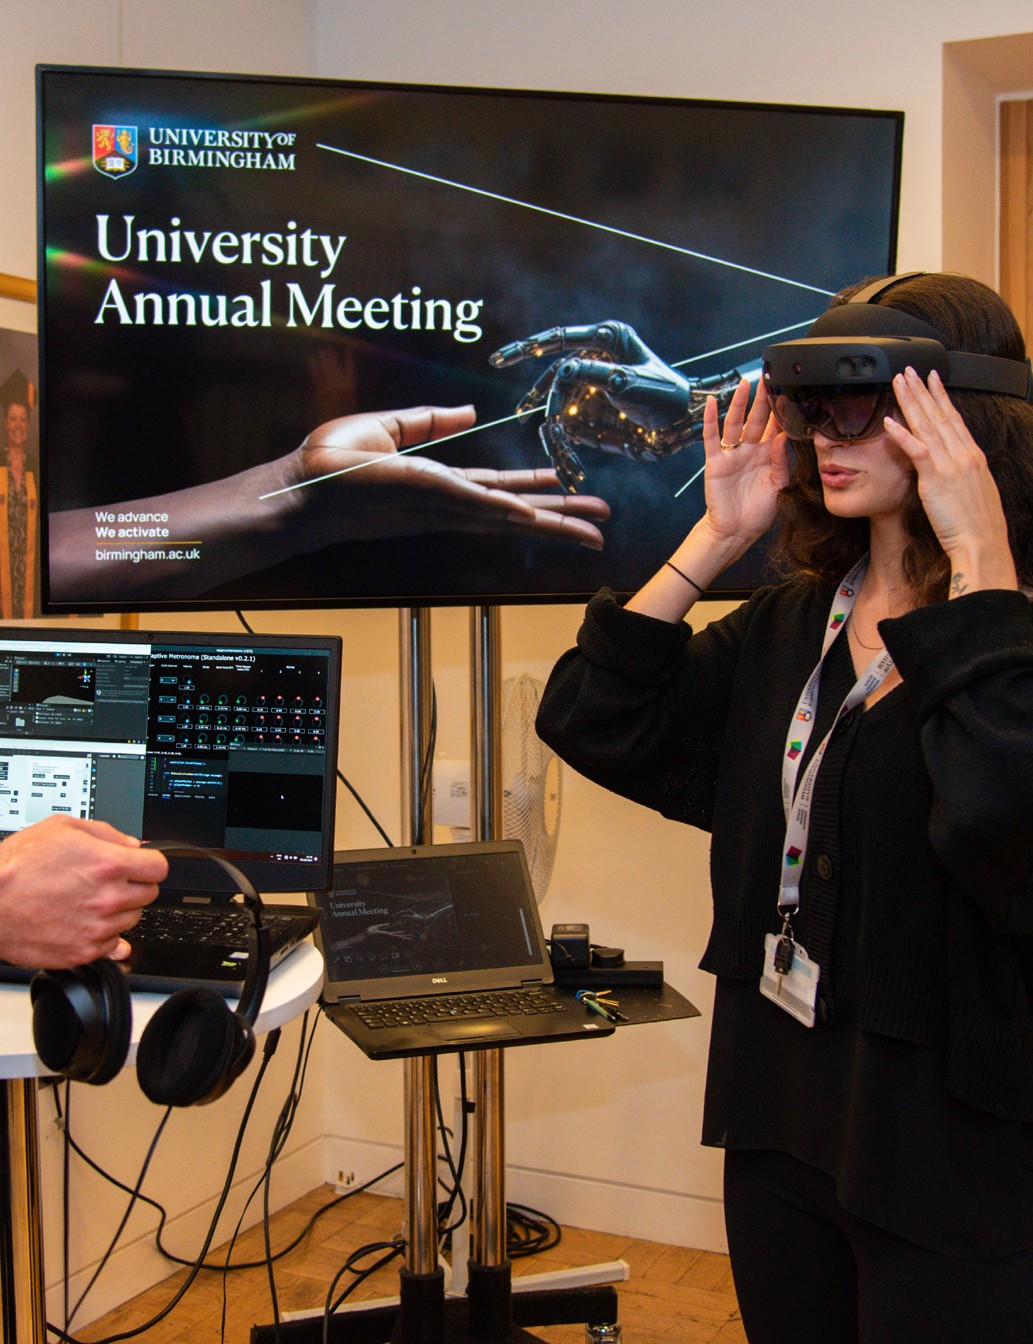 UNIVERSITY OF
BIRMINGHAM
University
Annual Meeting
We advance
We activate
birmingham.ac.uk
aptive Metronome (Standalone v0.2.1)
University
Annual Meeting
DELL